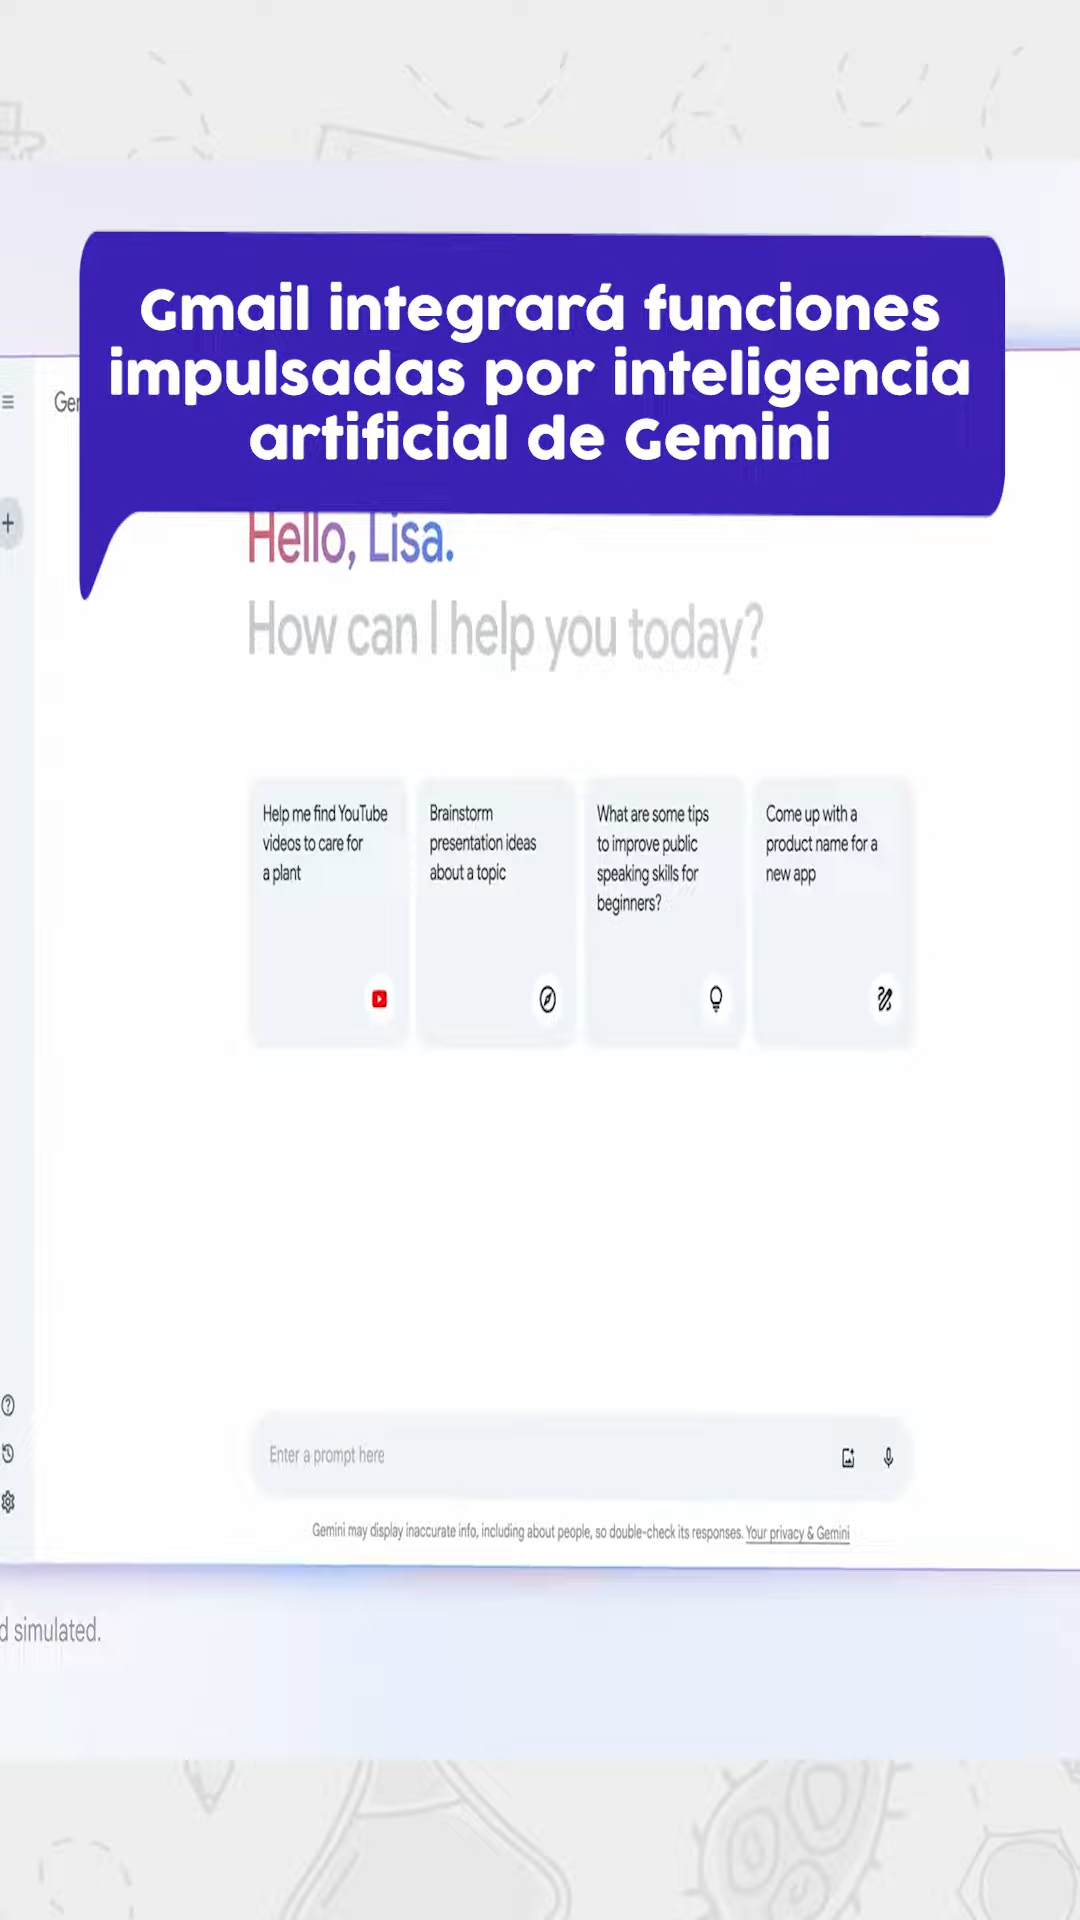 Gmail integrará funciones
impulsadas por inteligencia
artificial de Gemini
Hello, Lisa.
How can I help you today?
Help me find YouTube
videos to care for
a plant
Brainstorm
presentation ideas
about a topic
What are some tips
to improve public
speaking skills for
beginners?
Come up with a
product name for a
new app
Enter a prompt here
Gemini may display inaccurate info, including about people, so double-check its responses. Your privacy & Gemini
simulated.